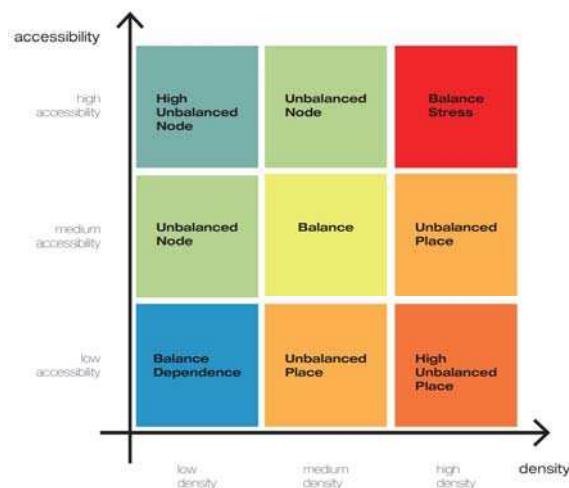 accessibility
high
accessibility
High
Unbalanced
Node
Unbalanced
Node
Balance
Stress
medium
accessibility
Unbalanced
Node
Balance
Unbalanced
Place
low
accessibility
Balance
Dependence
Unbalanced
Place
High
Unbalanced
Place
low
density
medium
density
high
density
density